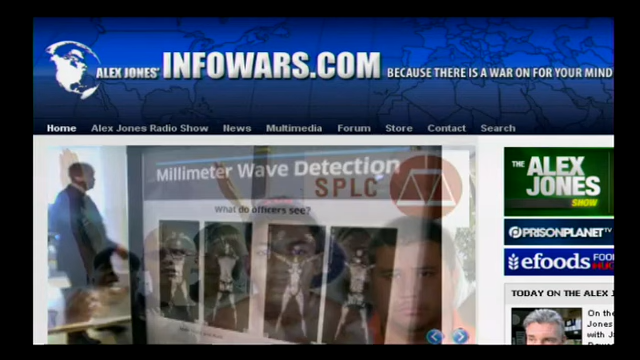 ALEX JONES' INFOWARS.COM BECAUSE THERE IS A WAR ON FOR YOUR MIND
Home Alex Jones Radio Show News Multimedia Forum Store Contact Search
Millimeter Wave Detection
SPLC
What do officers see?
THE ALEX JONES SHOW
PRISONPLANET TV
efoods FOOD
TODAY ON THE ALEX J
On the
Jones
with J